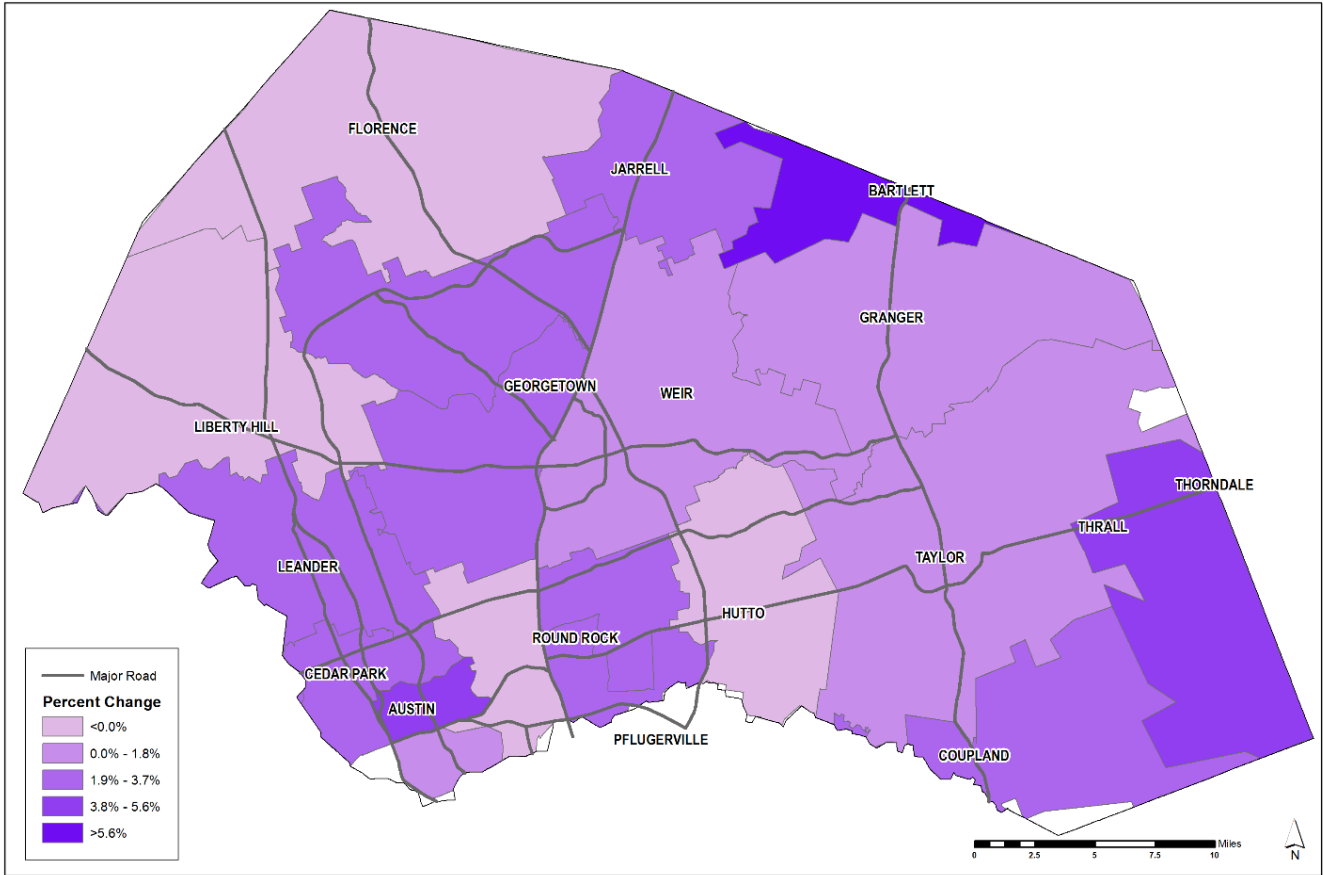 FLORENCE
JARRELL
BARTLETT
GRANGER
GEORGETOWN
WEIR
LIBERTY HILL
THORNDALE
THRALL
TAYLOR
LEANDER
HUTTO
ROUND ROCK
CEDAR PARK
AUSTIN
PFLUGERVILLE
COUPLAND
Major Road
Percent Change
<0.0%
0.0% - 1.8%
1.9% - 3.7%
3.8% - 5.6%
>5.6%
Miles
0 2.5 5 7.5 10
N